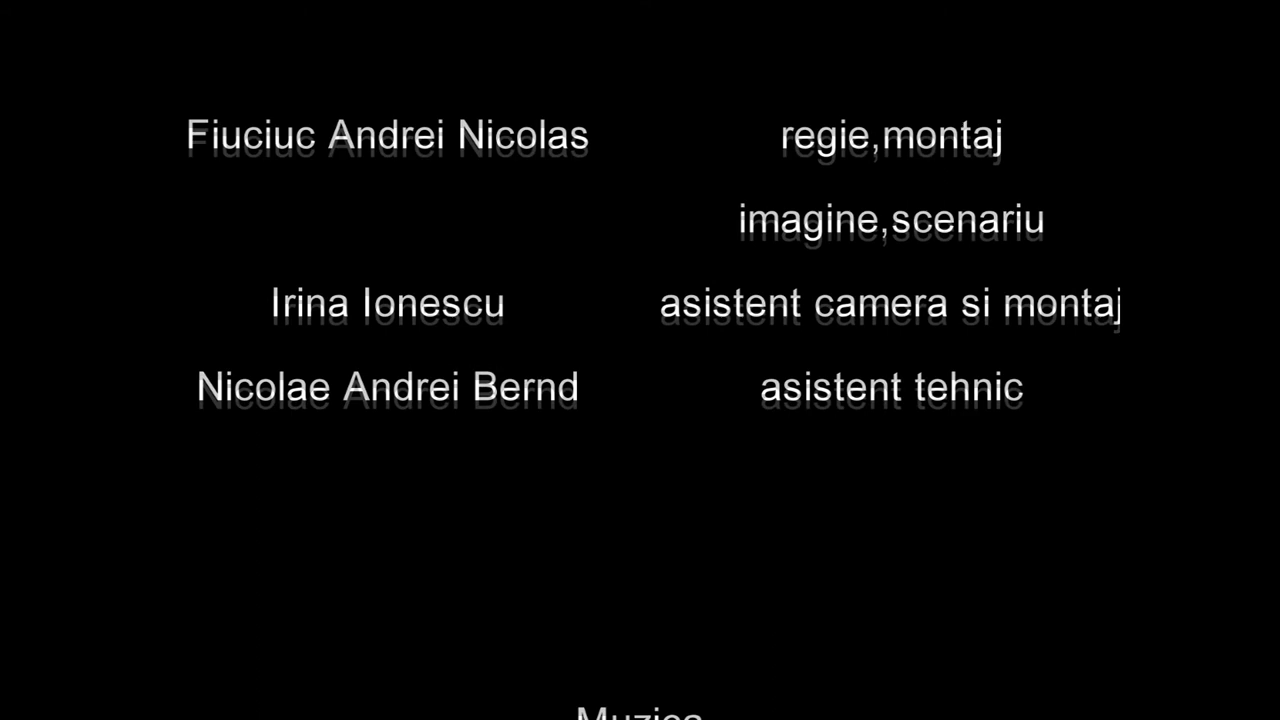 Fiuciuc Andrei Nicolas regie,montaj
imagine,scenariu
Irina Ionescu asistent camera si montaj
Nicolae Andrei Bernd asistent tehnic
Muzica